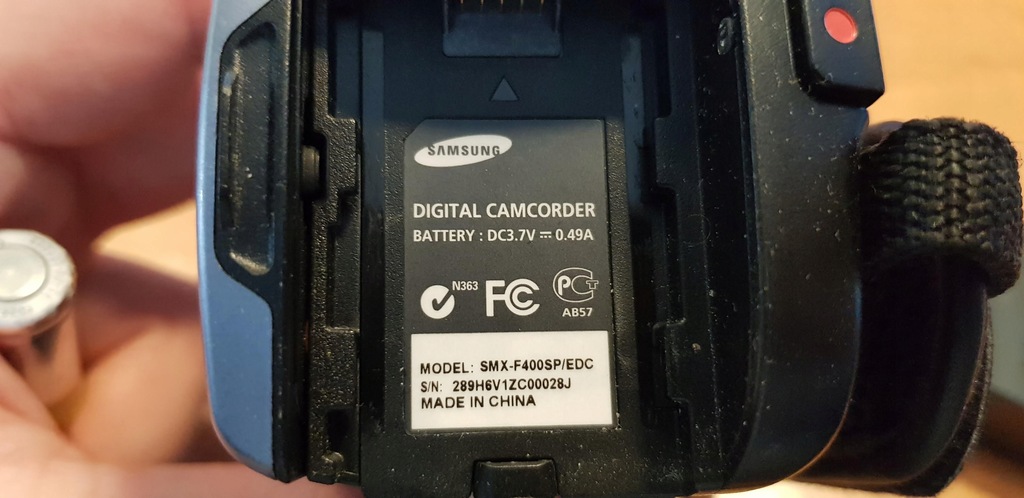 SAMSUNG
DIGITAL CAMCORDER
BATTERY : DC3.7V ⎓ 0.49A
N363 FC PCT
AB57
MODEL: SMX-F400SP/EDC
S/N: 289H6V1ZC00028J
MADE IN CHINA